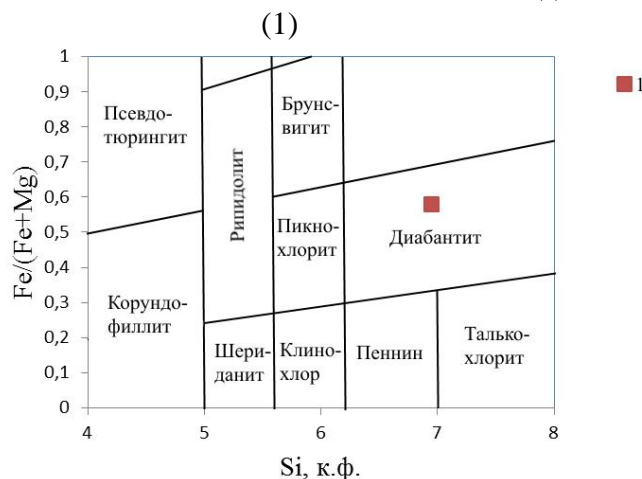 (1)
1
0,9
0,8
0,7
0,6
0,5
0,4
0,3
0,2
0,1
0
Fe/(Fe+Mg)
Псевдо-
тюрингит
Рипидолит
Брунс-
вигит
Пикно-
хлорит
Диабантит
Корундо-
филлит
Шери-
данит
Клино-
хлор
Пеннин
Талько-
хлорит
4 5 6 7 8
Si, к.ф.
1